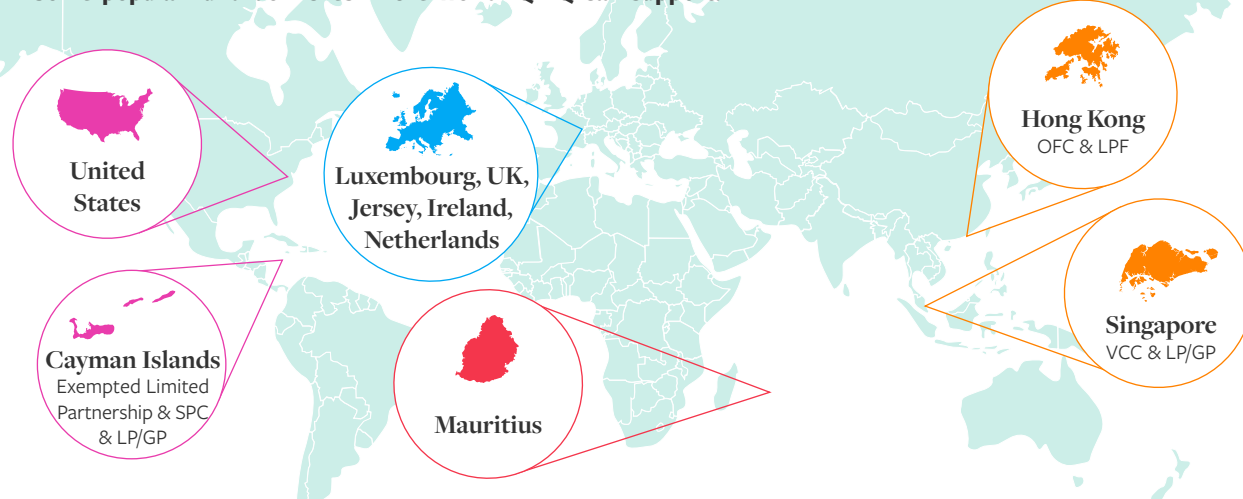 United
States
Luxembourg, UK,
Jersey, Ireland,
Netherlands
Hong Kong
OFC & LPF
Cayman Islands
Exempted Limited
Partnership & SPC
& LP/GP
Mauritius
Singapore
VCC & LP/GP